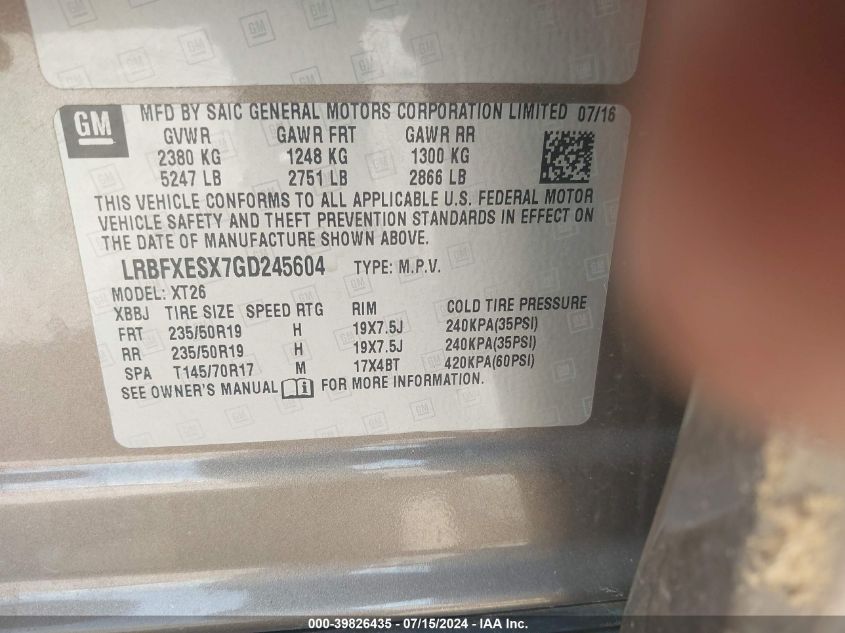 GM
MFD BY SAIC GENERAL MOTORS CORPORATION LIMITED 07/16
GVWR GAWR FRT GAWR RR
2380 KG 1248 KG 1300 KG
5247 LB 2751 LB 2866 LB
THIS VEHICLE CONFORMS TO ALL APPLICABLE U.S. FEDERAL MOTOR
VEHICLE SAFETY AND THEFT PREVENTION STANDARDS IN EFFECT ON
THE DATE OF MANUFACTURE SHOWN ABOVE.
LRBFXESX7GD245604 TYPE: M.P.V.
MODEL: XT26
XBBJ TIRE SIZE SPEED RTG RIM COLD TIRE PRESSURE
FRT 235/50R19 H 19X7.5J 240KPA(35PSI)
RR 235/50R19 H 19X7.5J 240KPA(35PSI)
SPA T145/70R17 M 17X4BT 420KPA(60PSI)
SEE OWNER'S MANUAL FOR MORE INFORMATION.
000-39826435 - 07/15/2024 - IAA Inc.